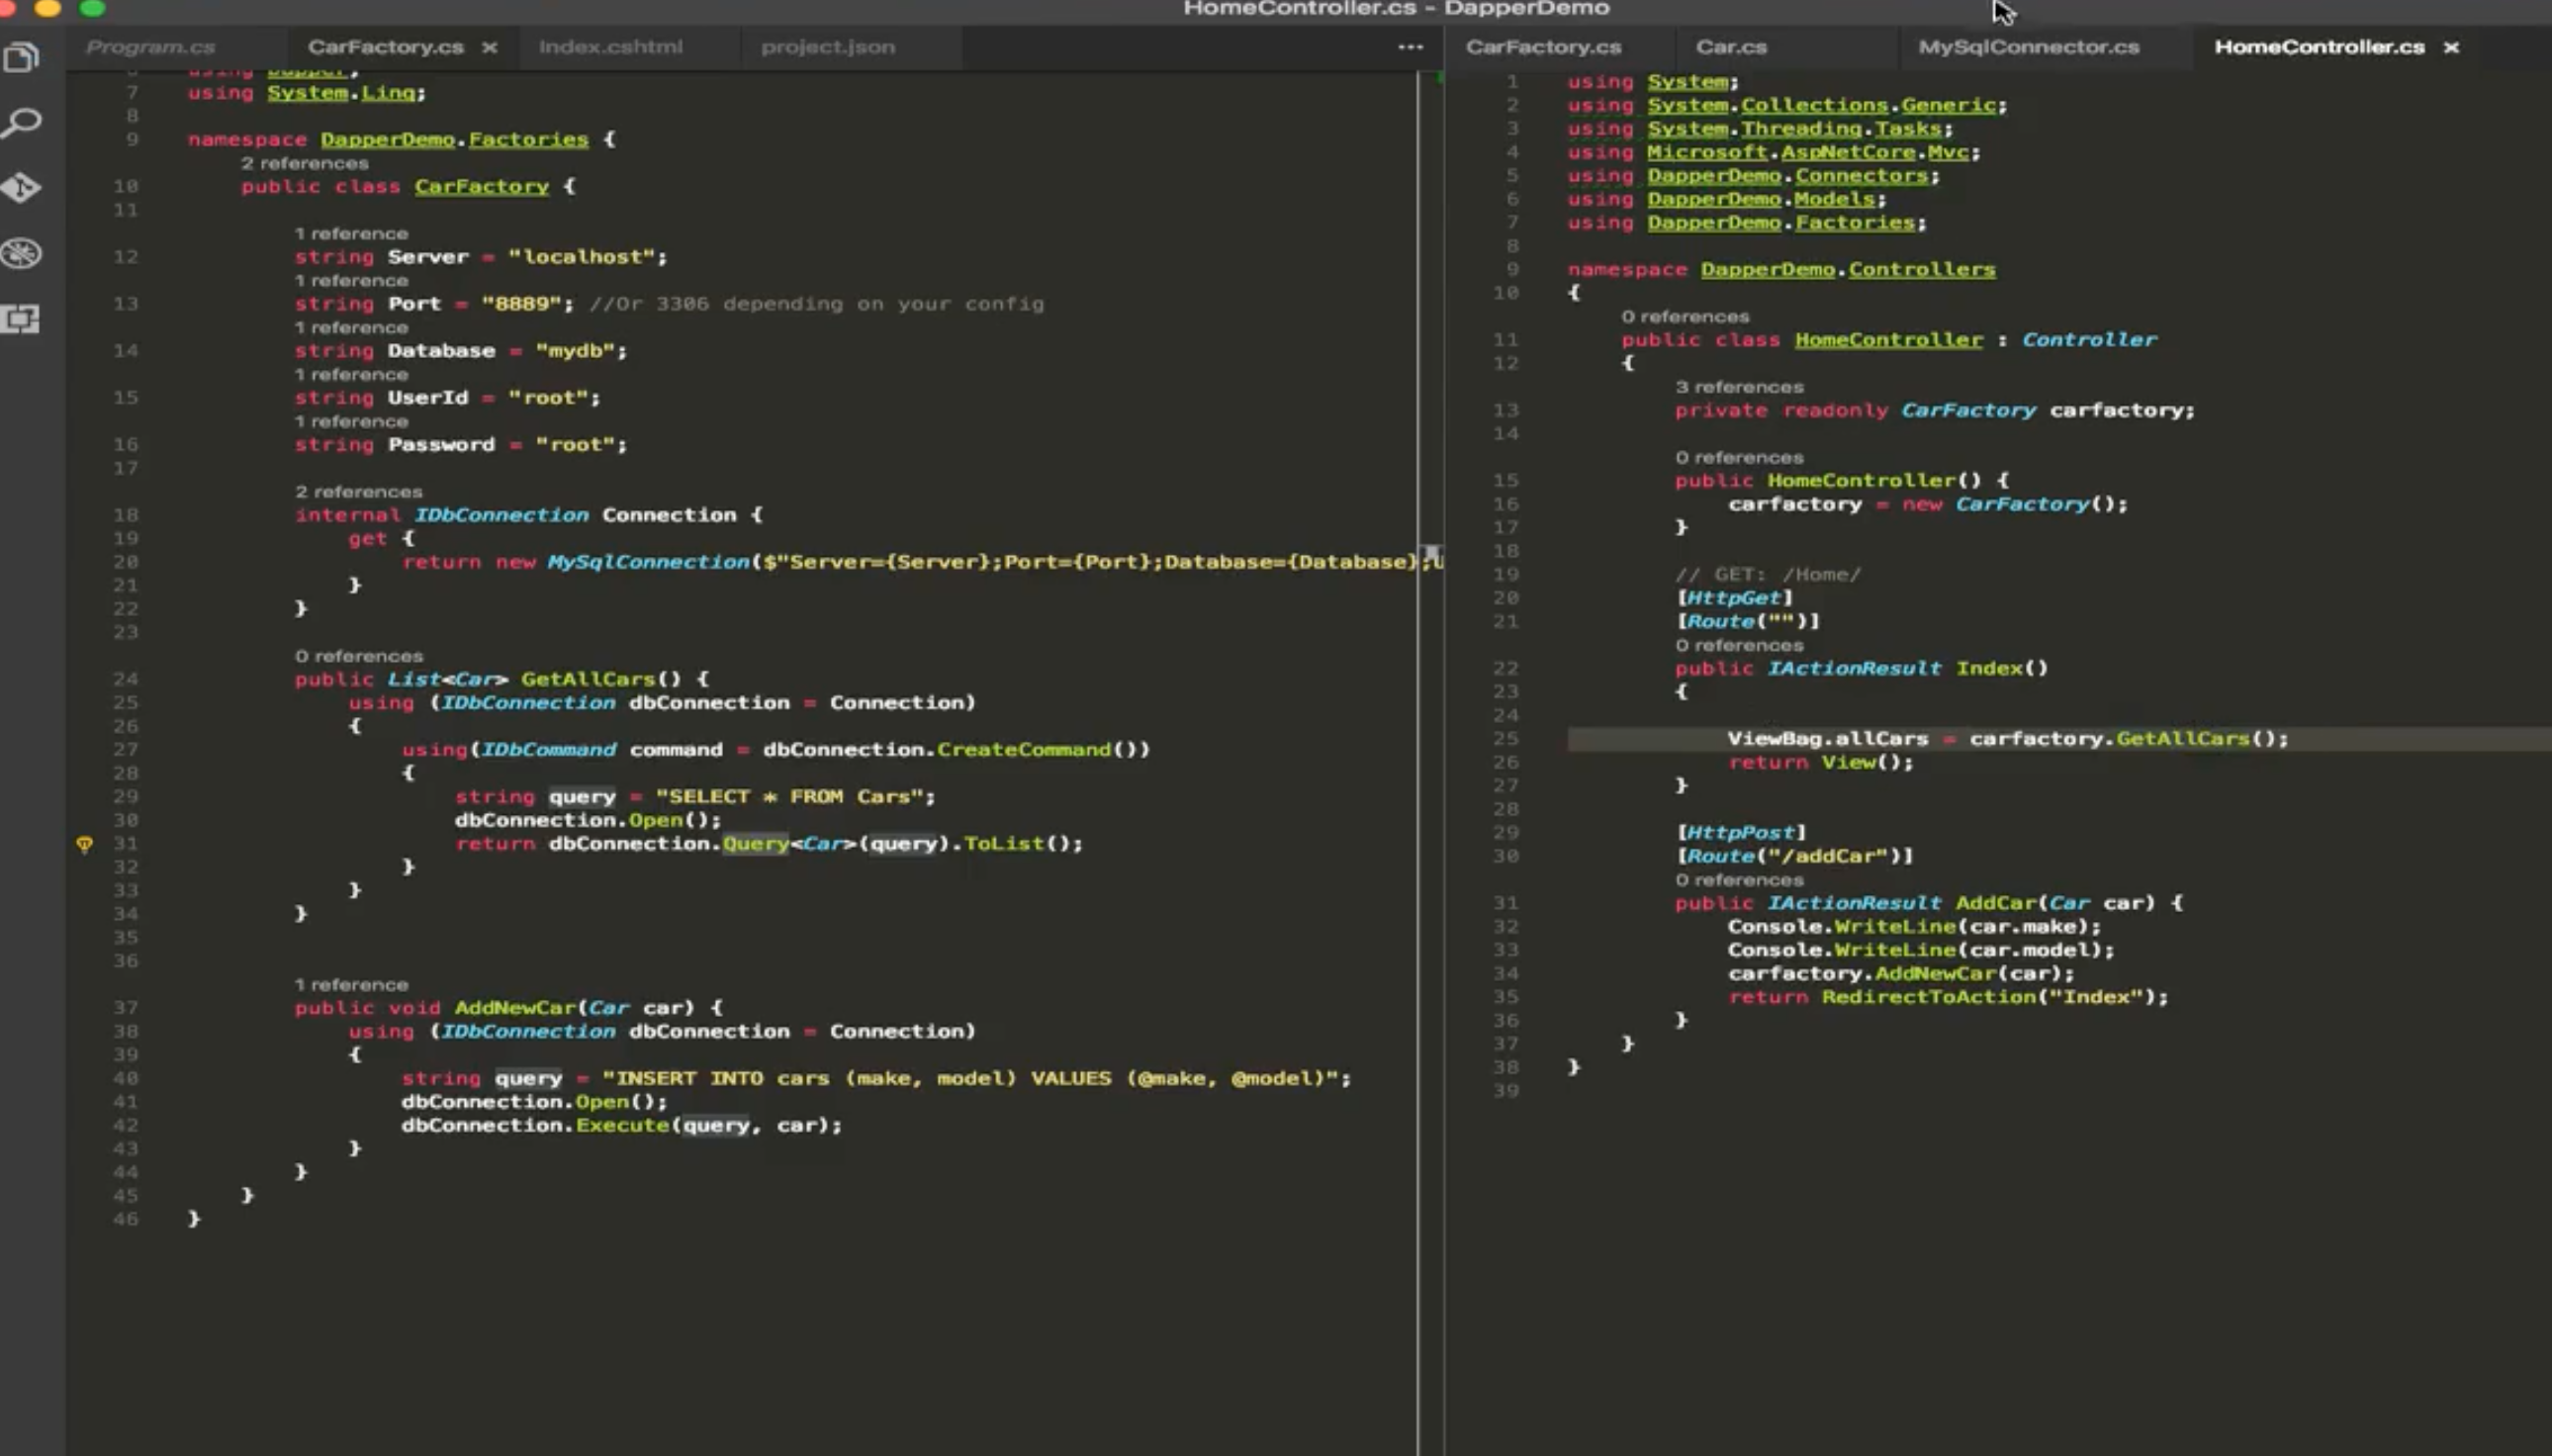 HomeController.cs - DapperDemo
Program.cs CarFactory.cs × Index.cshtml project.json ···
using Dapper;
7 using System.Linq;
8
9 namespace DapperDemo.Factories {
2 references
10 public class CarFactory {
11
1 reference
12 string Server = "localhost";
1 reference
13 string Port = "8889"; //Or 3306 depending on your config
1 reference
14 string Database = "mydb";
1 reference
15 string UserId = "root";
1 reference
16 string Password = "root";
17
2 references
18 internal IDbConnection Connection {
19 get {
20 return new MySqlConnection($"Server={Server};Port={Port};Database={Database};U
21 }
22 }
23
0 references
24 public List<Car> GetAllCars() {
25 using (IDbConnection dbConnection = Connection)
26 {
27 using(IDbCommand command = dbConnection.CreateCommand())
28 {
29 string query = "SELECT * FROM Cars";
30 dbConnection.Open();
31 return dbConnection.Query<Car>(query).ToList();
32 }
33 }
34 }
35
36
1 reference
37 public void AddNewCar(Car car) {
38 using (IDbConnection dbConnection = Connection)
39 {
40 string query = "INSERT INTO cars (make, model) VALUES (@make, @model)";
41 dbConnection.Open();
42 dbConnection.Execute(query, car);
43 }
44 }
45 }
46 }
CarFactory.cs Car.cs MySqlConnector.cs HomeController.cs ×
1 using System;
2 using System.Collections.Generic;
3 using System.Threading.Tasks;
4 using Microsoft.AspNetCore.Mvc;
5 using DapperDemo.Connectors;
6 using DapperDemo.Models;
7 using DapperDemo.Factories;
8
9 namespace DapperDemo.Controllers
10 {
0 references
11 public class HomeController : Controller
12 {
3 references
13 private readonly CarFactory carfactory;
14
0 references
15 public HomeController() {
16 carfactory = new CarFactory();
17 }
18
19 // GET: /Home/
20 [HttpGet]
21 [Route("")]
0 references
22 public IActionResult Index()
23 {
24
25 ViewBag.allCars = carfactory.GetAllCars();
26 return View();
27 }
28
29 [HttpPost]
30 [Route("/addCar")]
0 references
31 public IActionResult AddCar(Car car) {
32 Console.WriteLine(car.make);
33 Console.WriteLine(car.model);
34 carfactory.AddNewCar(car);
35 return RedirectToAction("Index");
36 }
37 }
38 }
39